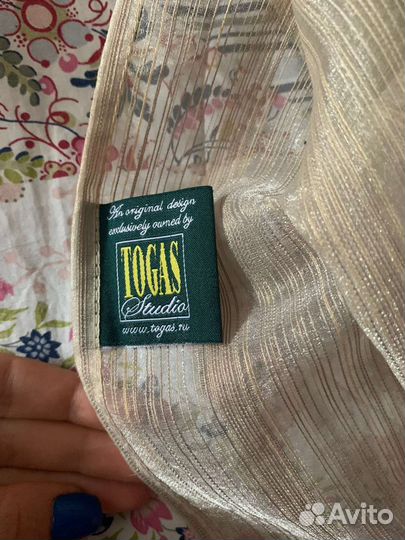 An original design
exclusively owned by
TOGAS
Studio
www.togas.ru
Avito